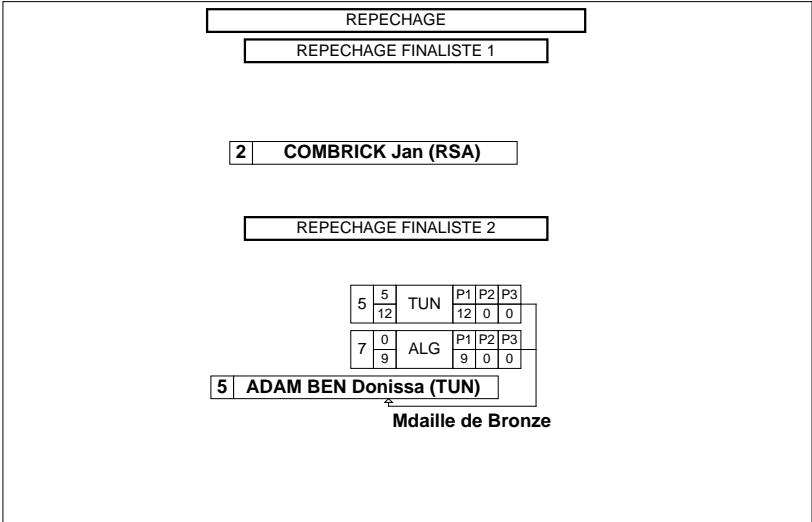 REPECHAGE
REPECHAGE FINALISTE 1
2 COMBRICK Jan (RSA)
REPECHAGE FINALISTE 2
5 5 TUN P1 P2 P3
12 12 0 0
7 0 ALG P1 P2 P3
9 9 0 0
5 ADAM BEN Donissa (TUN)
Mdaille de Bronze